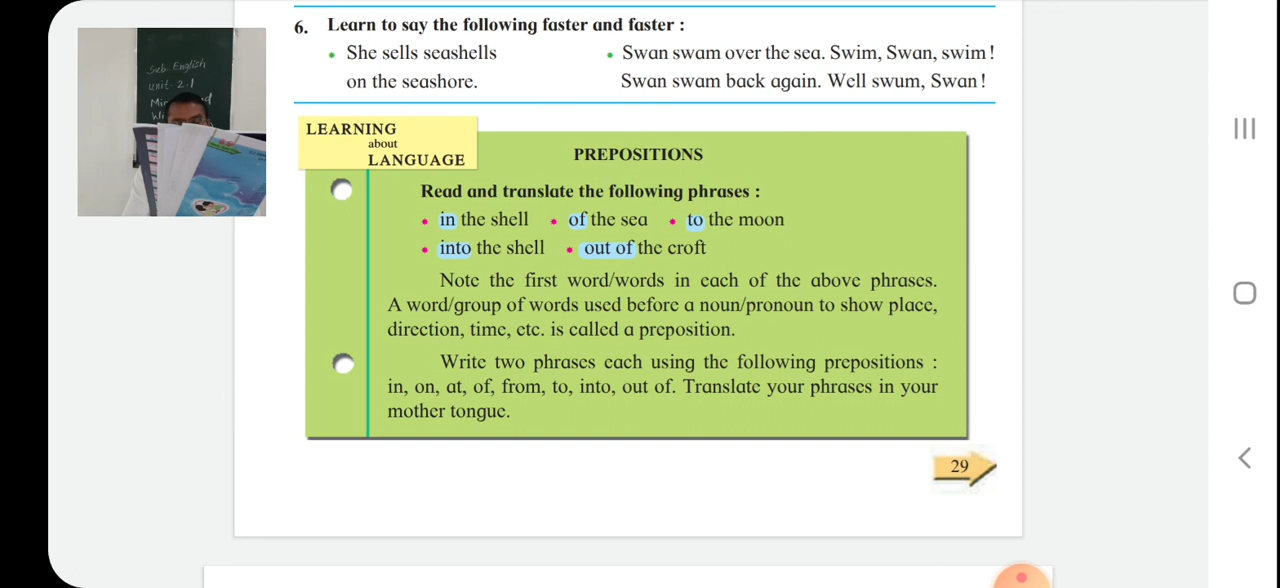 Sub. English
unit 2.1
6. Learn to say the following faster and faster :
• She sells seashells on the seashore.
• Swan swam over the sea. Swim, Swan, swim !
Swan swam back again. Well swum, Swan !
LEARNING
about
LANGUAGE
PREPOSITIONS
Read and translate the following phrases :
• in the shell • of the sea • to the moon
• into the shell • out of the croft
Note the first word/words in each of the above phrases.
A word/group of words used before a noun/pronoun to show place,
direction, time, etc. is called a preposition.
Write two phrases each using the following prepositions :
in, on, at, of, from, to, into, out of. Translate your phrases in your
mother tongue.
29